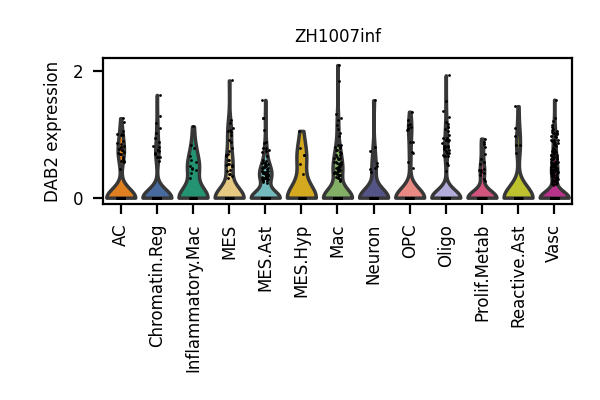 ZH1007inf
DAB2 expression
2
0
AC
Chromatin.Reg
Inflammatory.Mac
MES
MES.Ast
MES.Hyp
Mac
Neuron
OPC
Oligo
Prolif.Metab
Reactive.Ast
Vasc